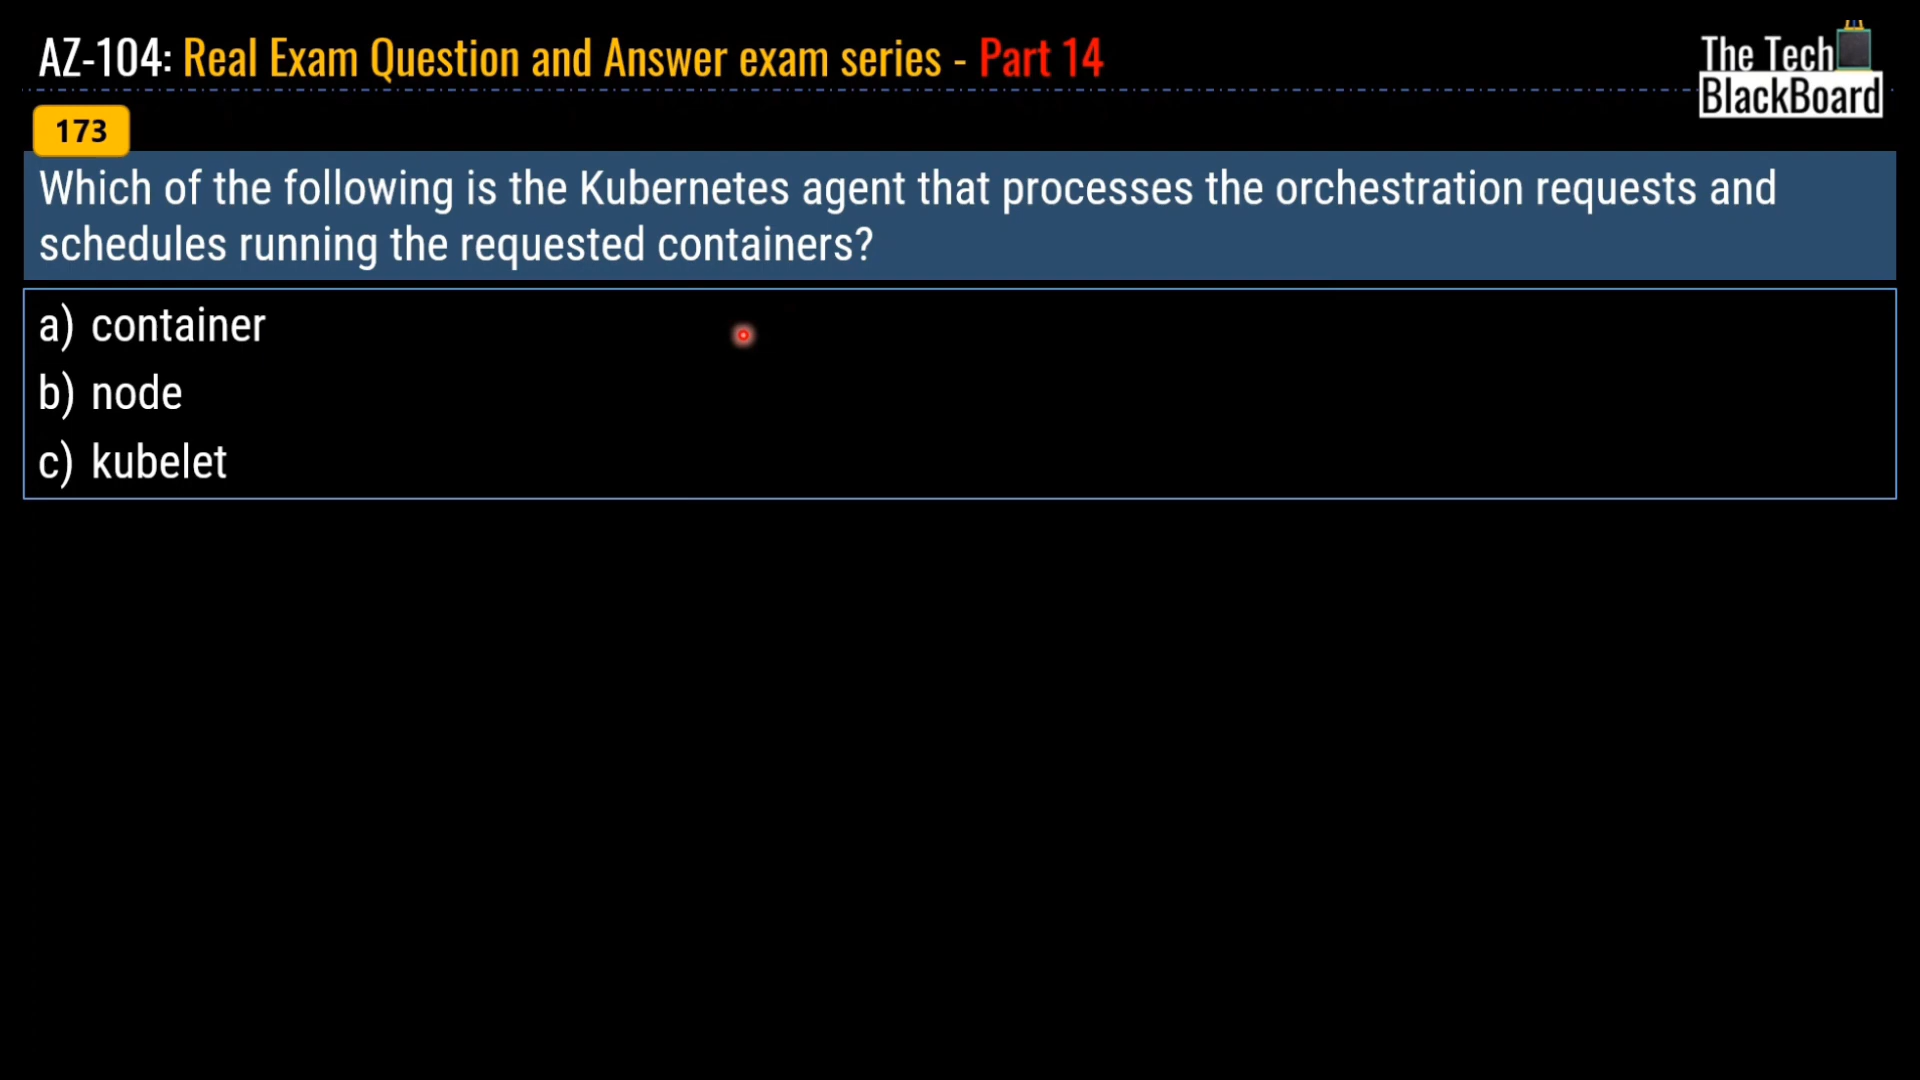 AZ-104: Real Exam Question and Answer exam series - Part 14
The Tech
BlackBoard
173
Which of the following is the Kubernetes agent that processes the orchestration requests and
schedules running the requested containers?
a) container
b) node
c) kubelet